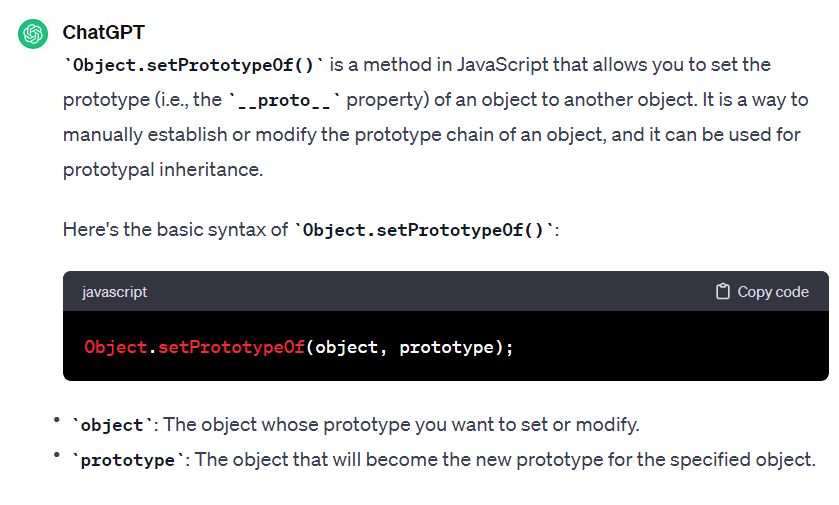 ChatGPT
`Object.setPrototypeOf()` is a method in JavaScript that allows you to set the
prototype (i.e., the `__proto__` property) of an object to another object. It is a way to
manually establish or modify the prototype chain of an object, and it can be used for
prototypal inheritance.
Here's the basic syntax of `Object.setPrototypeOf()`:
javascript Copy code
Object.setPrototypeOf(object, prototype);
• `object`: The object whose prototype you want to set or modify.
• `prototype`: The object that will become the new prototype for the specified object.